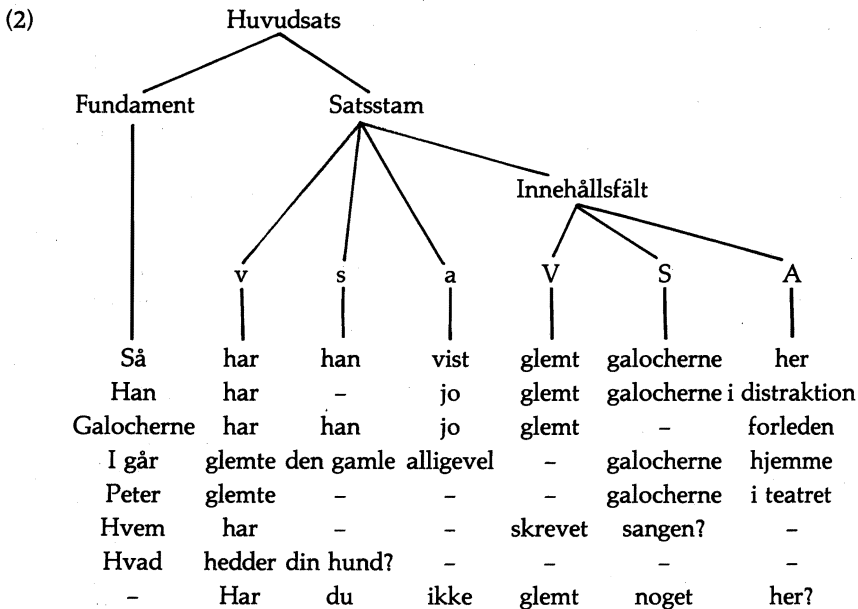 (2) Huvudsats
Fundament Satsstam
Innehållsfält
v s a V S A
Så har han vist glemt galocherne her
Han har – jo glemt galocherne i distraktion
Galocherne har han jo glemt – forleden
I går glemte den gamle alligevel – galocherne hjemme
Peter glemte – – – galocherne i teatret
Hvem har – – skrevet sangen? –
Hvad hedder din hund? – – – –
– Har du ikke glemt noget her?